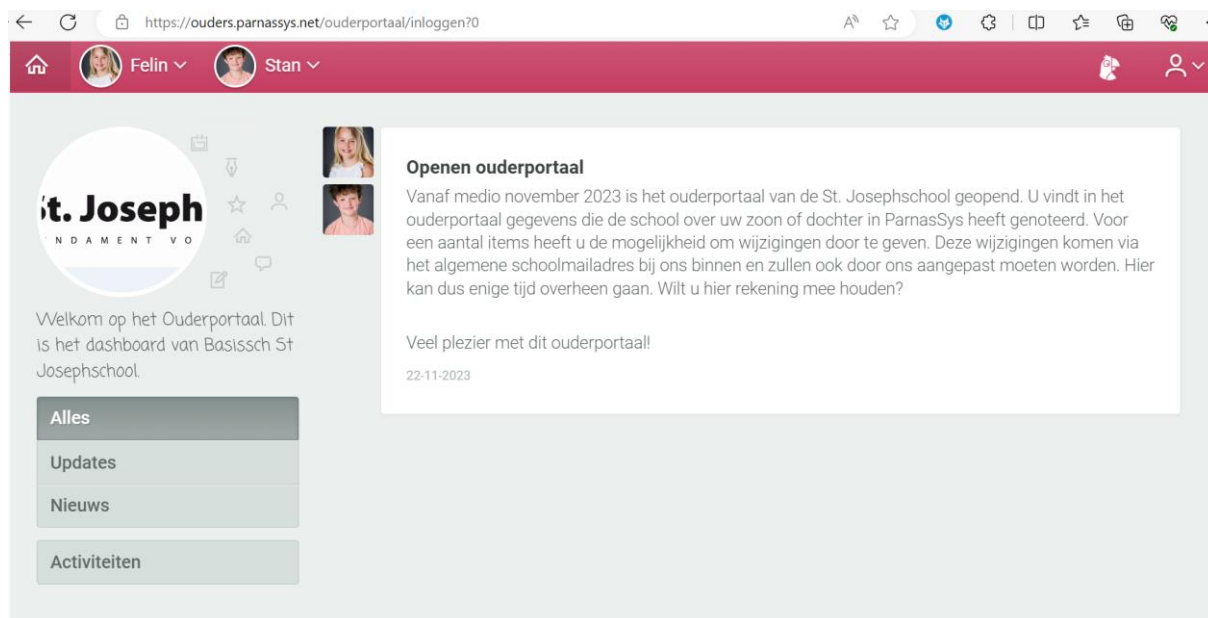 https://ouders.parnassys.net/ouderportaal/inloggen?0
Felin
Stan
St. Joseph
NDAMENT VO
Welkom op het Ouderportaal. Dit
is het dashboard van Basissch St
Josephschool.
Alles
Updates
Nieuws
Activiteiten
Openen ouderportaal
Vanaf medio november 2023 is het ouderportaal van de St. Josephschool geopend. U vindt in het
ouderportaal gegevens die de school over uw zoon of dochter in ParnasSys heeft genoteerd. Voor
een aantal items heeft u de mogelijkheid om wijzigingen door te geven. Deze wijzigingen komen via
het algemene schoolmailadres bij ons binnen en zullen ook door ons aangepast moeten worden. Hier
kan dus enige tijd overheen gaan. Wilt u hier rekening mee houden?
Veel plezier met dit ouderportaal!
22-11-2023